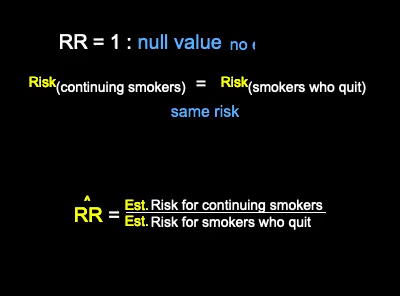 RR = 1 : null value no
Risk(continuing smokers) = Risk(smokers who quit)
same risk
^
RR = Est. Risk for continuing smokers
Est. Risk for smokers who quit